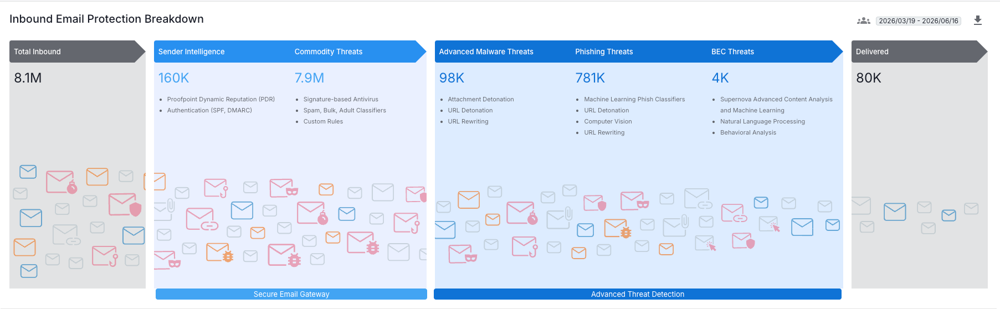 Inbound Email Protection Breakdown
2026/03/19 - 2026/06/16
Total Inbound
8.1M
Sender Intelligence
160K
Proofpoint Dynamic Reputation (PDR)
Authentication (SPF, DMARC)
Commodity Threats
7.9M
Signature-based Antivirus
Spam, Bulk, Adult Classifiers
Custom Rules
Secure Email Gateway
Advanced Malware Threats
98K
Attachment Detonation
URL Detonation
URL Rewriting
Phishing Threats
781K
Machine Learning Phish Classifiers
URL Detonation
Computer Vision
URL Rewriting
BEC Threats
4K
Supernova Advanced Content Analysis
and Machine Learning
Natural Language Processing
Behavioral Analysis
Advanced Threat Detection
Delivered
80K